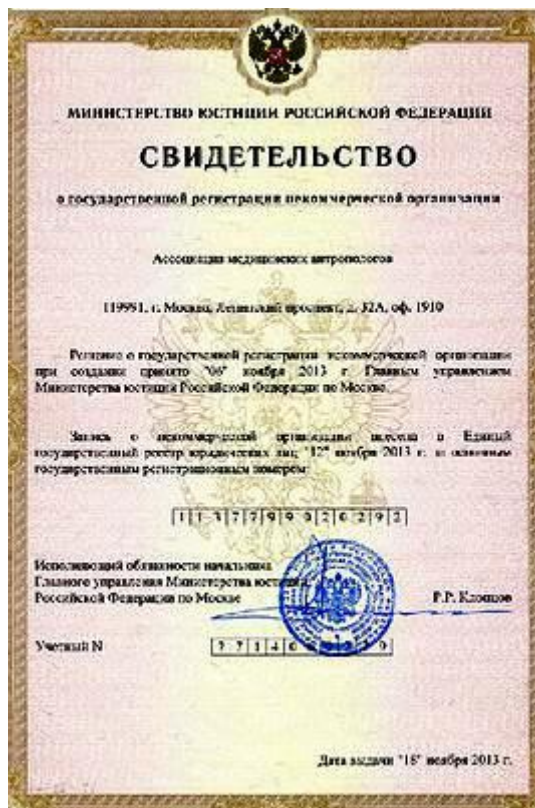 МИНИСТЕРСТВО ЮСТИЦИИ РОССИЙСКОЙ ФЕДЕРАЦИИ
СВИДЕТЕЛЬСТВО
о государственной регистрации некоммерческой организации
Ассоциация медицинских антропологов
119991, г. Москва, Ленинский проспект, д. 32А, оф. 1910
Решение о государственной регистрации некоммерческой организации
при создании принято "06" ноября 2013 г. Главным управлением
Министерства юстиции Российской Федерации по Москве.
Запись о некоммерческой организации внесена в Единый
государственный реестр юридических лиц "12" ноября 2013 г. за основным
государственным регистрационным номером:
1137799020292
Исполняющий обязанности начальника
Главного управления Министерства юстиции
Российской Федерации по Москве
Р.Р.
Учетный N
Дата выдачи "18" ноября 2013 г.